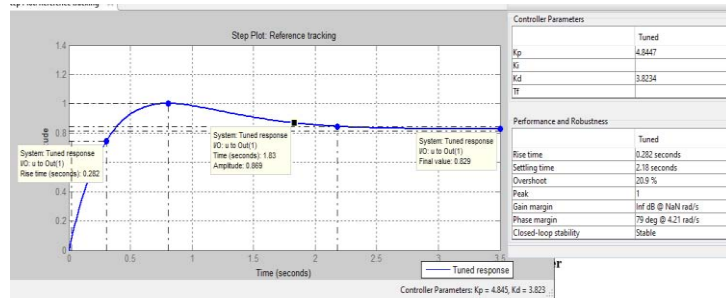 Step Plot: Reference tracking
Step Plot: Reference tracking
1.4
1.2
1
0.8
0.6
0.4
0.2
0
0
0.5
1
1.5
2
2.5
3
3.5
Time (seconds)
System: Tuned response
I/O: u to Out(1)
Rise time (seconds): 0.282
System: Tuned response
I/O: u to Out(1)
Time (seconds): 1.83
Amplitude: 0.869
System: Tuned response
I/O: u to Out(1)
Final value: 0.829
Tuned response
Controller Parameters: Kp = 4.845, Kd = 3.823
Controller Parameters
Tuned
Kp 4.8447
Ki
Kd 3.8234
Tf
Performance and Robustness
Tuned
Rise time 0.282 seconds
Settling time 2.18 seconds
Overshoot 20.9 %
Peak 1
Gain margin Inf dB @ NaN rad/s
Phase margin 79 deg @ 4.21 rad/s
Closed-loop stability Stable